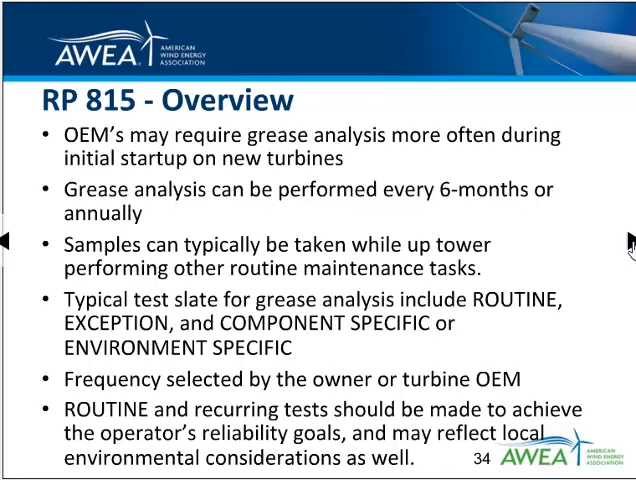 AWEA® AMERICAN
WIND ENERGY
ASSOCIATION
RP 815 - Overview
• OEM's may require grease analysis more often during
initial startup on new turbines
• Grease analysis can be performed every 6-months or
annually
• Samples can typically be taken while up tower
performing other routine maintenance tasks.
• Typical test slate for grease analysis include ROUTINE,
EXCEPTION, and COMPONENT SPECIFIC or
ENVIRONMENT SPECIFIC
• Frequency selected by the owner or turbine OEM
• ROUTINE and recurring tests should be made to achieve
the operator's reliability goals, and may reflect local
environmental considerations as well.
34
AWEA AMERICAN
WIND ENERGY
ASSOCIATION